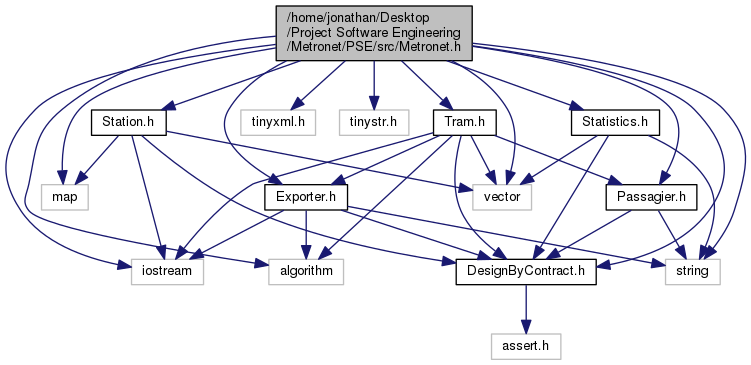 /home/jonathan/Desktop
/Project Software Engineering
/Metronet/PSE/src/Metronet.h
Station.h
tinyxml.h
tinystr.h
Tram.h
Statistics.h
map
Exporter.h
vector
Passagier.h
iostream
algorithm
DesignByContract.h
string
assert.h